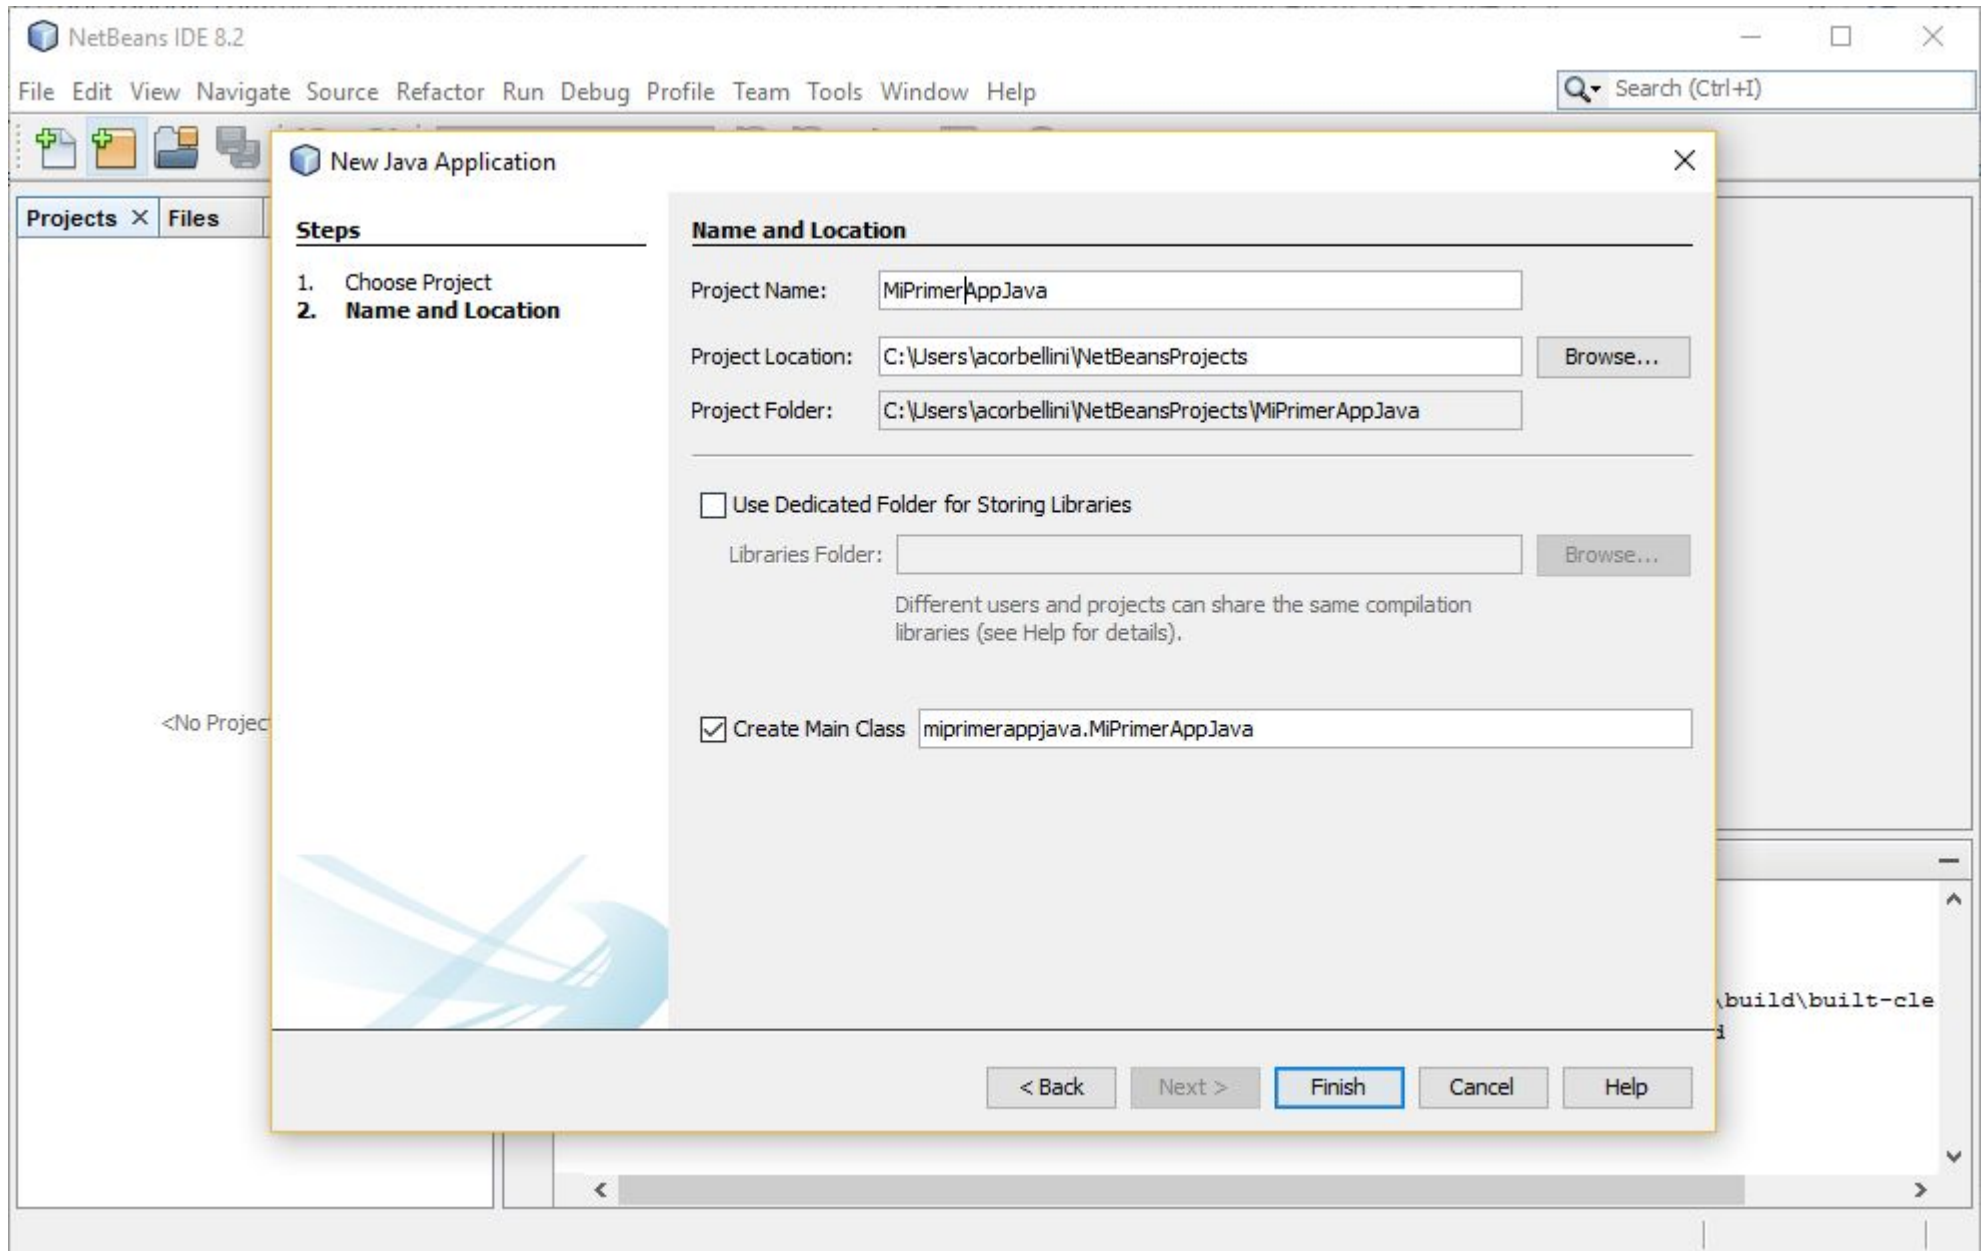 NetBeans IDE 8.2
File Edit View Navigate Source Refactor Run Debug Profile Team Tools Window Help
Search (Ctrl+I)
New Java Application
Projects
Files
Steps
1. Choose Project
2. Name and Location
Name and Location
Project Name: MiPrimerAppJava
Project Location: C:\Users\acorbellini\NetBeansProjects Browse...
Project Folder: C:\Users\acorbellini\NetBeansProjects\MiPrimerAppJava
Use Dedicated Folder for Storing Libraries
Libraries Folder: Browse...
Different users and projects can share the same compilation
libraries (see Help for details).
<No Projec
Create Main Class miprimerappjava.MiPrimerAppJava
\build\built-cle
< Back Next > Finish Cancel Help